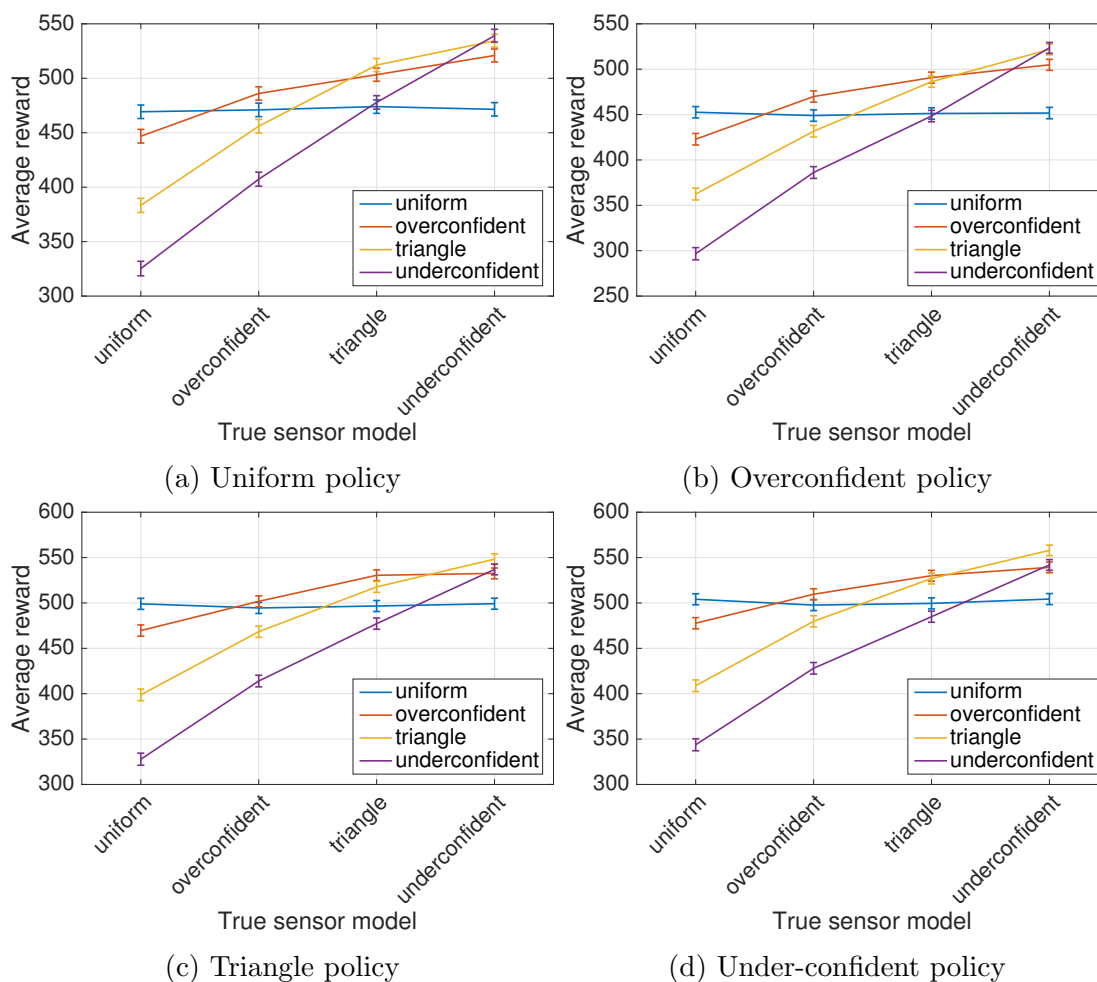 550
500
450
400
350
300
Average reward
uniform
overconfident
triangle
underconfident
uniform
overconfident
triangle
underconfident
True sensor model
(a) Uniform policy
550
500
450
400
350
300
250
Average reward
uniform
overconfident
triangle
underconfident
uniform
overconfident
triangle
underconfident
True sensor model
(b) Overconfident policy
600
550
500
450
400
350
300
Average reward
uniform
overconfident
triangle
underconfident
uniform
overconfident
triangle
underconfident
True sensor model
(c) Triangle policy
600
550
500
450
400
350
300
Average reward
uniform
overconfident
triangle
underconfident
uniform
overconfident
triangle
underconfident
True sensor model
(d) Under-confident policy